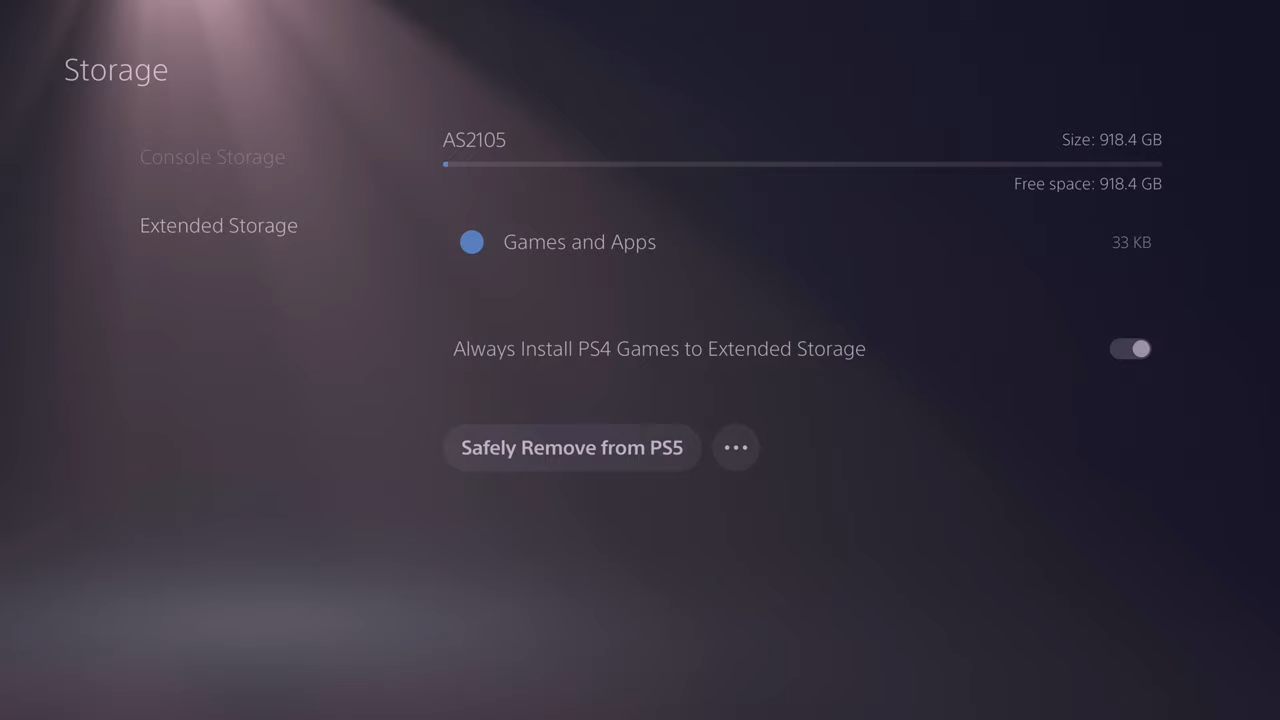 Storage
Console Storage
Extended Storage
AS2105
Size: 918.4 GB
Free space: 918.4 GB
Games and Apps
33 KB
Always Install PS4 Games to Extended Storage
Safely Remove from PS5